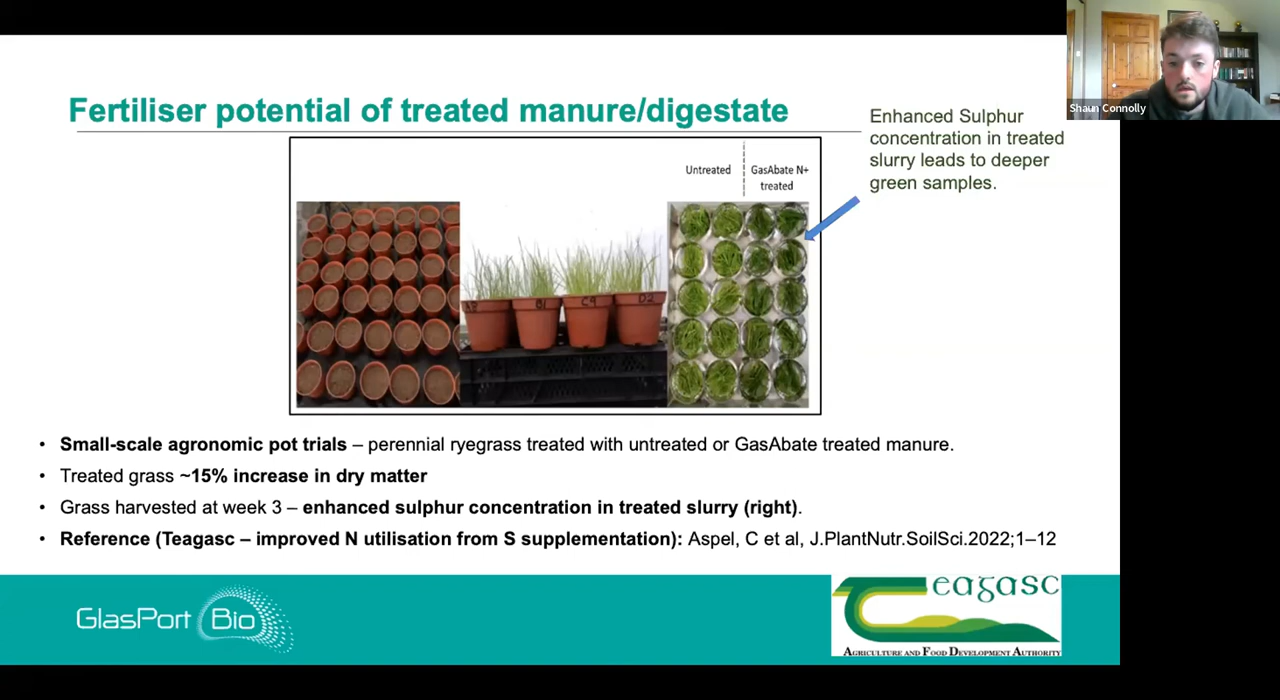 Shaun Connolly
Fertiliser potential of treated manure/digestate
Enhanced Sulphur
concentration in treated
slurry leads to deeper
green samples.
Untreated
GasAbate N+
treated
B1
C4
D2
• Small-scale agronomic pot trials – perennial ryegrass treated with untreated or GasAbate treated manure.
• Treated grass ~15% increase in dry matter
• Grass harvested at week 3 – enhanced sulphur concentration in treated slurry (right).
• Reference (Teagasc – improved N utilisation from S supplementation): Aspel, C et al, J.PlantNutr.SoilSci.2022;1–12
GlasPort Bio
Teagasc
AGRICULTURE AND FOOD DEVELOPMENT AUTHORITY